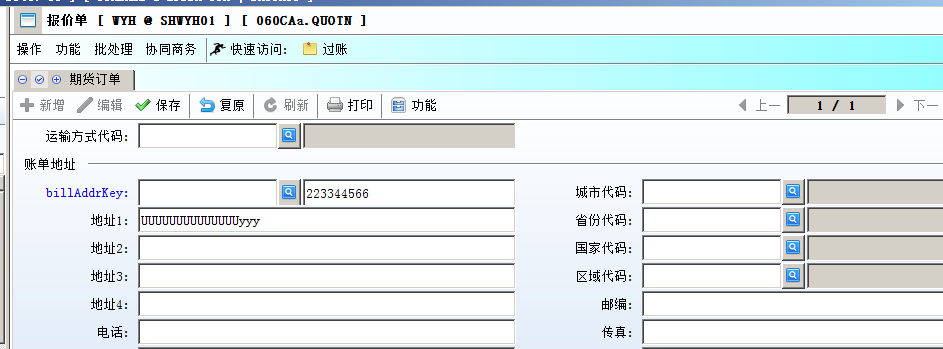 报价单 [ WYH @ SHWYH01 ] [ 060CAa.QUOTN ]
操作 功能 批处理 协同商务 快速访问: 过账
期货订单
新增 编辑 保存 复原 刷新 打印 功能 上一 1 / 1 下一
运输方式代码:
账单地址
billAddrKey: 223344566 城市代码:
地址1: UUUUUUUUUUUUUUyyy 省份代码:
地址2: 国家代码:
地址3: 区域代码:
地址4: 邮编:
电话: 传真: